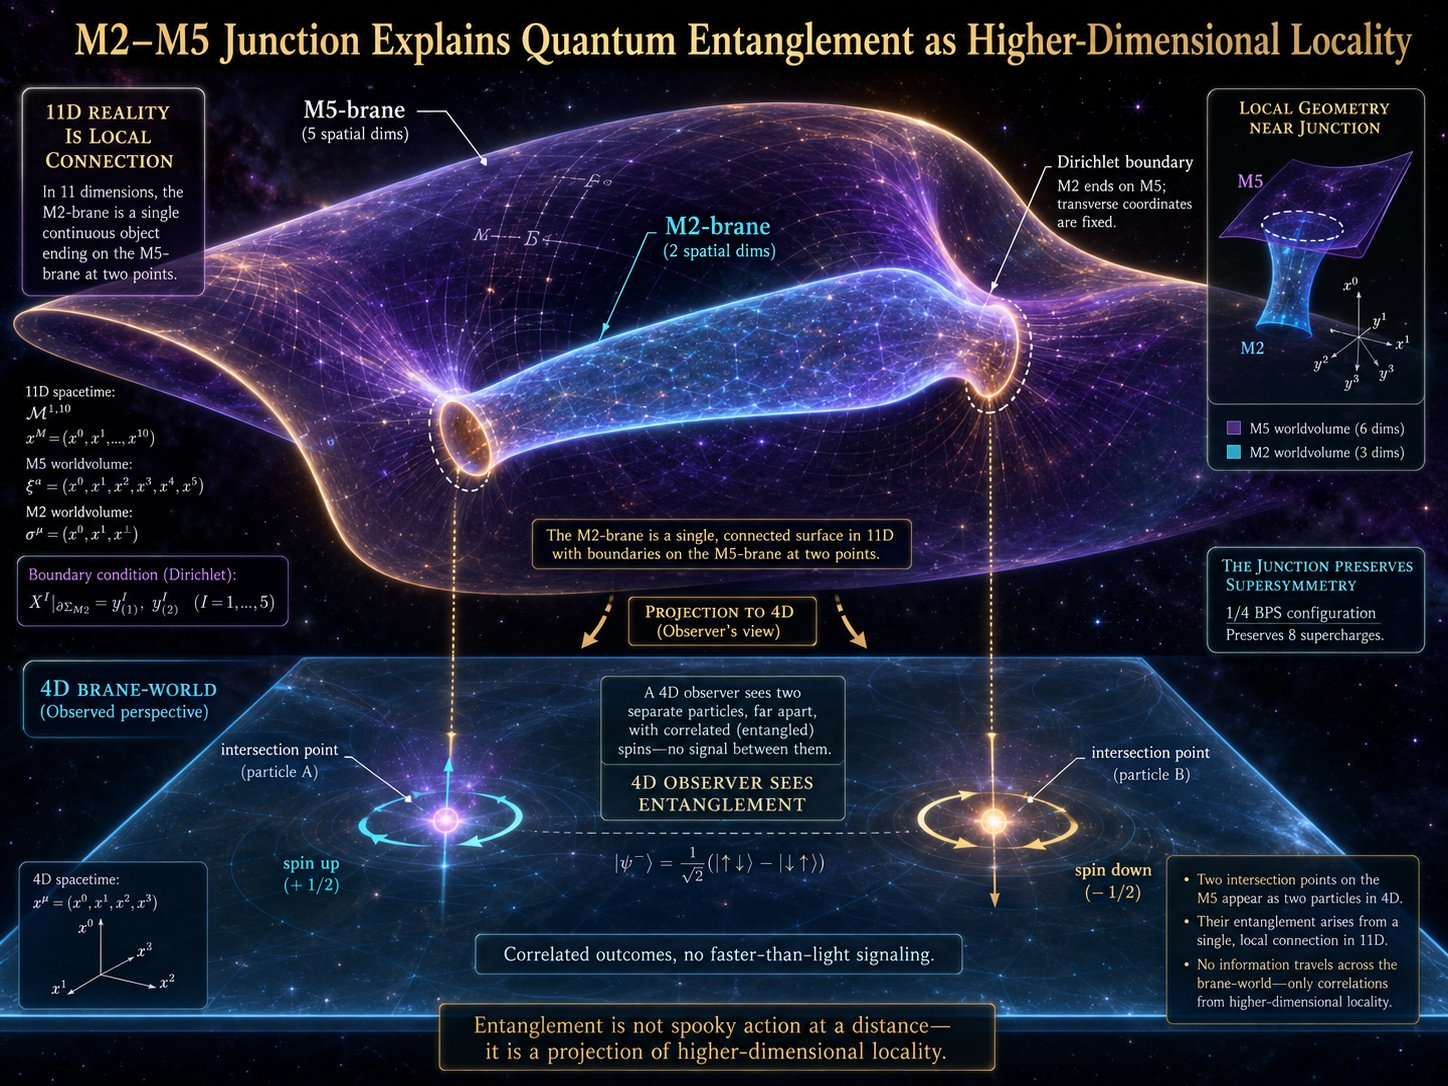 M2–M5 Junction Explains Quantum Entanglement as Higher-Dimensional Locality
11D REALITY
IS LOCAL
CONNECTION
In 11 dimensions, the
M2-brane is a single
continuous object
ending on the M5-
brane at two points.
M5-brane
(5 spatial dims)
M2-brane
(2 spatial dims)
Dirichlet boundary
M2 ends on M5;
transverse coordinates
are fixed.
LOCAL GEOMETRY
NEAR JUNCTION
M5
M2
x⁰
y¹
x¹
y²
y³
y³
M5 worldvolume (6 dims)
M2 worldvolume (3 dims)
11D spacetime:
ℳ¹,¹⁰
xᴹ = (x⁰, x¹, ..., x¹⁰)
M5 worldvolume:
ξᵃ = (x⁰, x¹, x², x³, x⁴, x⁵)
M2 worldvolume:
σᵘ = (x⁰, x¹, x^⊥)
Boundary condition (Dirichlet):
X^I|_{∂Σ_{M2}} = y^I_{(1)}, y^I_{(2)} (I = 1, ..., 5)
The M2-brane is a single, connected surface in 11D
with boundaries on the M5-brane at two points.
PROJECTION TO 4D
(Observer's view)
THE JUNCTION PRESERVES
SUPERSYMMETRY
1/4 BPS configuration
Preserves 8 supercharges.
4D BRANE-WORLD
(Observed perspective)
A 4D observer sees two
separate particles, far apart,
with correlated (entangled)
spins—no signal between them.
4D OBSERVER SEES
ENTANGLEMENT
intersection point
(particle A)
intersection point
(particle B)
|ψ⁻⟩ = 1/√2 (|↑↓⟩ − |↓↑⟩)
spin up
(+ 1/2)
spin down
(− 1/2)
4D spacetime:
x^μ = (x⁰, x¹, x², x³)
x⁰
x³
x¹
x²
• Two intersection points on the
M5 appear as two particles in 4D.
• Their entanglement arises from a
single, local connection in 11D.
• No information travels across the
brane-world—only correlations
from higher-dimensional locality.
Correlated outcomes, no faster-than-light signaling.
Entanglement is not spooky action at a distance—
it is a projection of higher-dimensional locality.